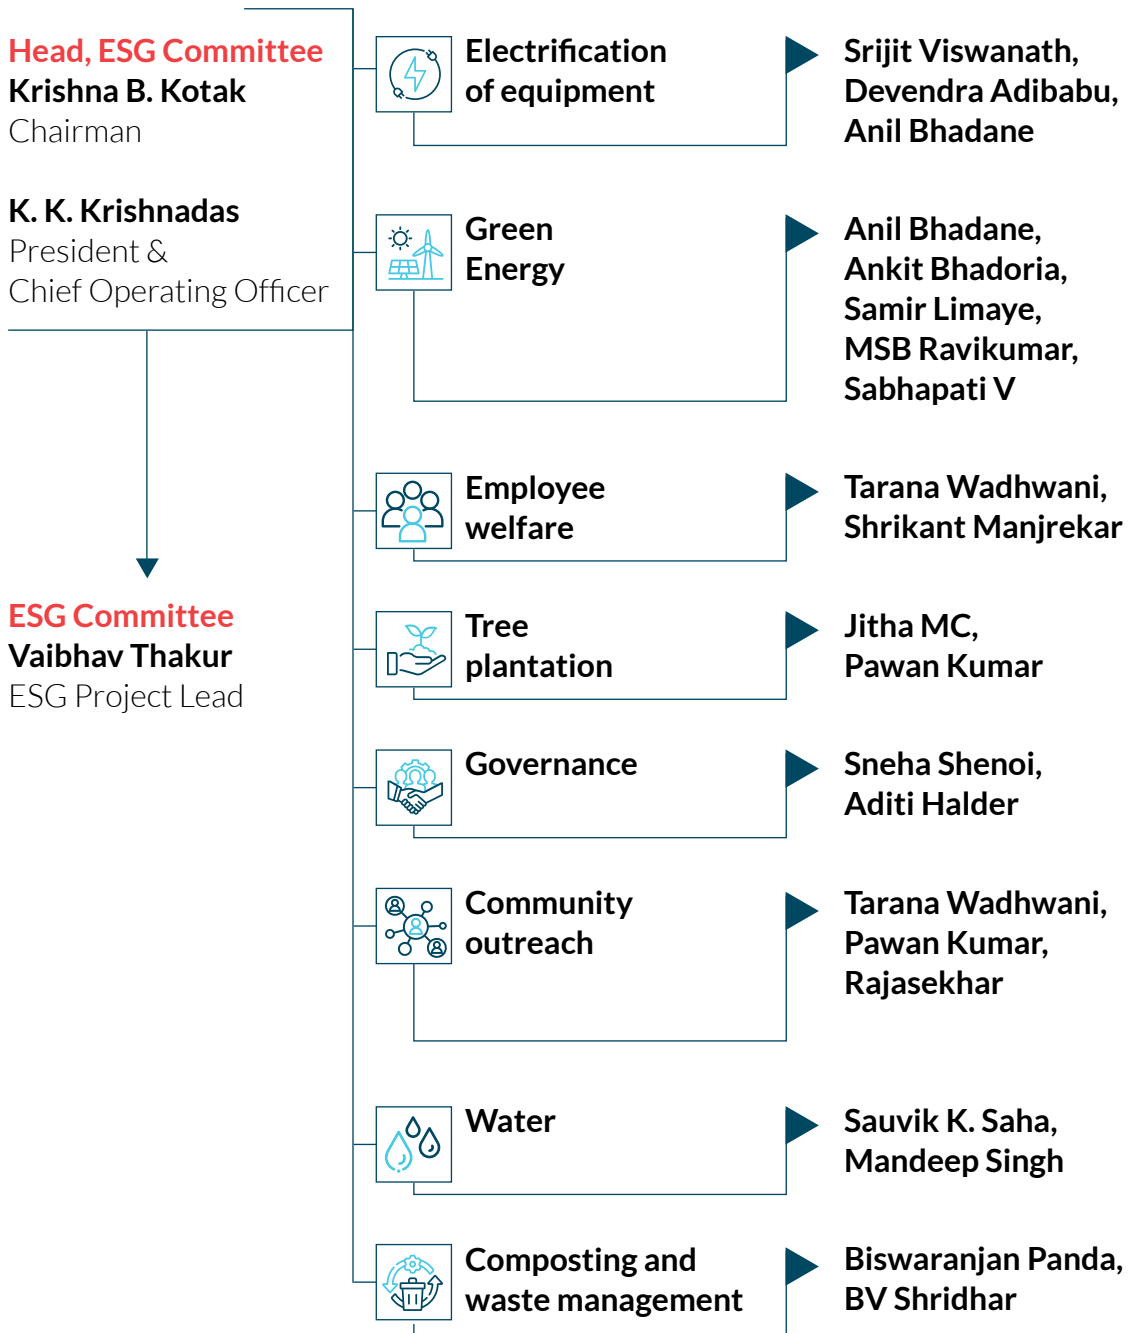 Head, ESG Committee
Krishna B. Kotak
Chairman
K. K. Krishnadas
President &
Chief Operating Officer
ESG Committee
Vaibhav Thakur
ESG Project Lead
Electrification
of equipment
Srijit Viswanath,
Devendra Adibabu,
Anil Bhadane
Green
Energy
Anil Bhadane,
Ankit Bhadoria,
Samir Limaye,
MSB Ravikumar,
Sabhapati V
Employee
welfare
Tarana Wadhwani,
Shrikant Manjrekar
Tree
plantation
Jitha MC,
Pawan Kumar
Governance
Sneha Shenoi,
Aditi Halder
Community
outreach
Tarana Wadhwani,
Pawan Kumar,
Rajasekhar
Water
Sauvik K. Saha,
Mandeep Singh
Composting and
waste management
Biswaranjan Panda,
BV Shridhar